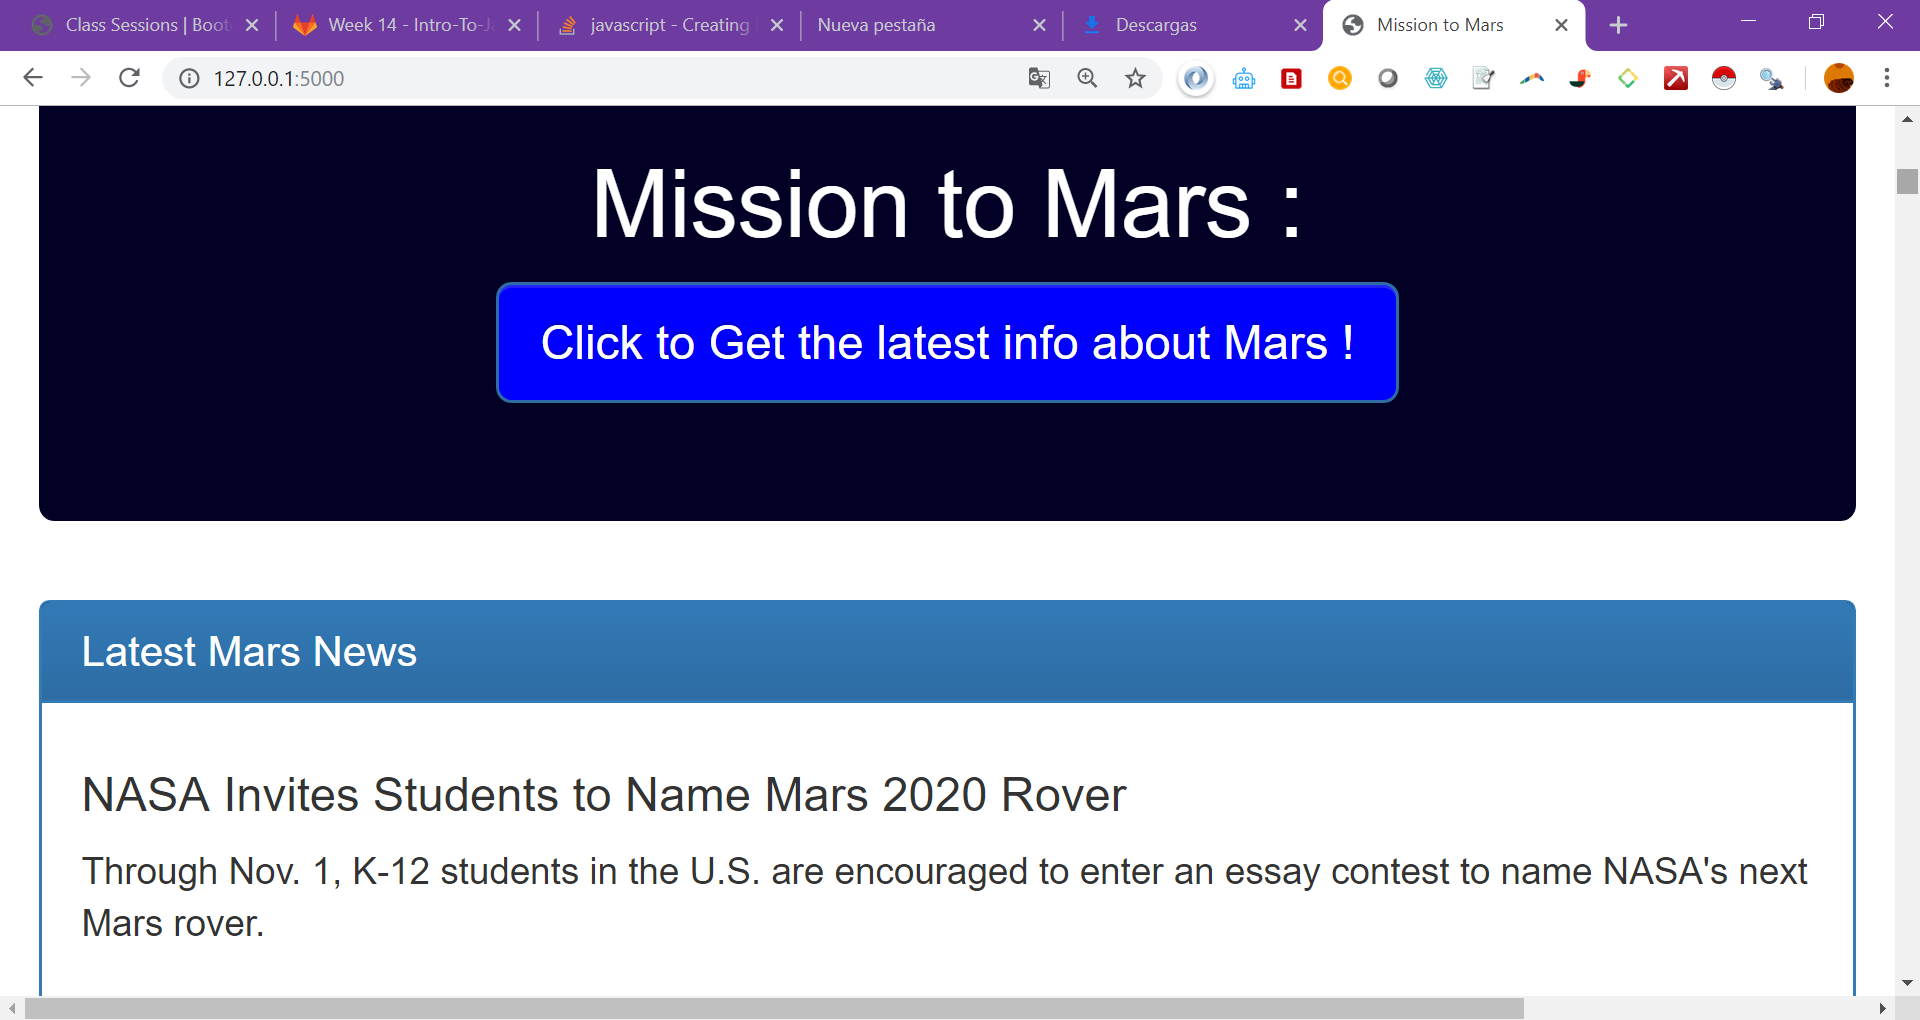 Class Sessions | Boot
Week 14 - Intro-To-J
javascript - Creating
Nueva pestaña
Descargas
Mission to Mars
127.0.0.1:5000
Mission to Mars :
Click to Get the latest info about Mars !
Latest Mars News
NASA Invites Students to Name Mars 2020 Rover
Through Nov. 1, K-12 students in the U.S. are encouraged to enter an essay contest to name NASA's next
Mars rover.